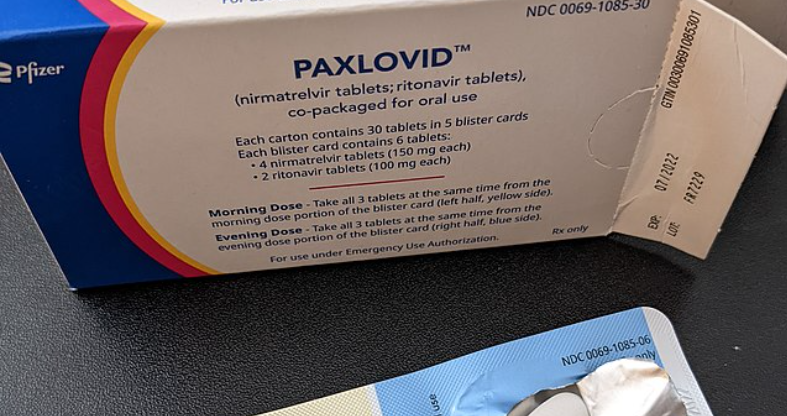 For us
NDC 0069-1085-30
Pfizer
PAXLOVID™
(nirmatrelvir tablets; ritonavir tablets),
co-packaged for oral use
Each carton contains 30 tablets in 5 blister cards
Each blister card contains 6 tablets:
• 4 nirmatrelvir tablets (150 mg each)
• 2 ritonavir tablets (100 mg each)
Morning Dose - Take all 3 tablets at the same time from the
morning dose portion of the blister card (left half, yellow side).
Evening Dose - Take all 3 tablets at the same time from the
evening dose portion of the blister card (right half, blue side).
For use under Emergency Use Authorization.
Rx only
GTIN 00300691085301
EXP: 07/2022
LOT: FR7229
NDC 0069-1085-06
only
use